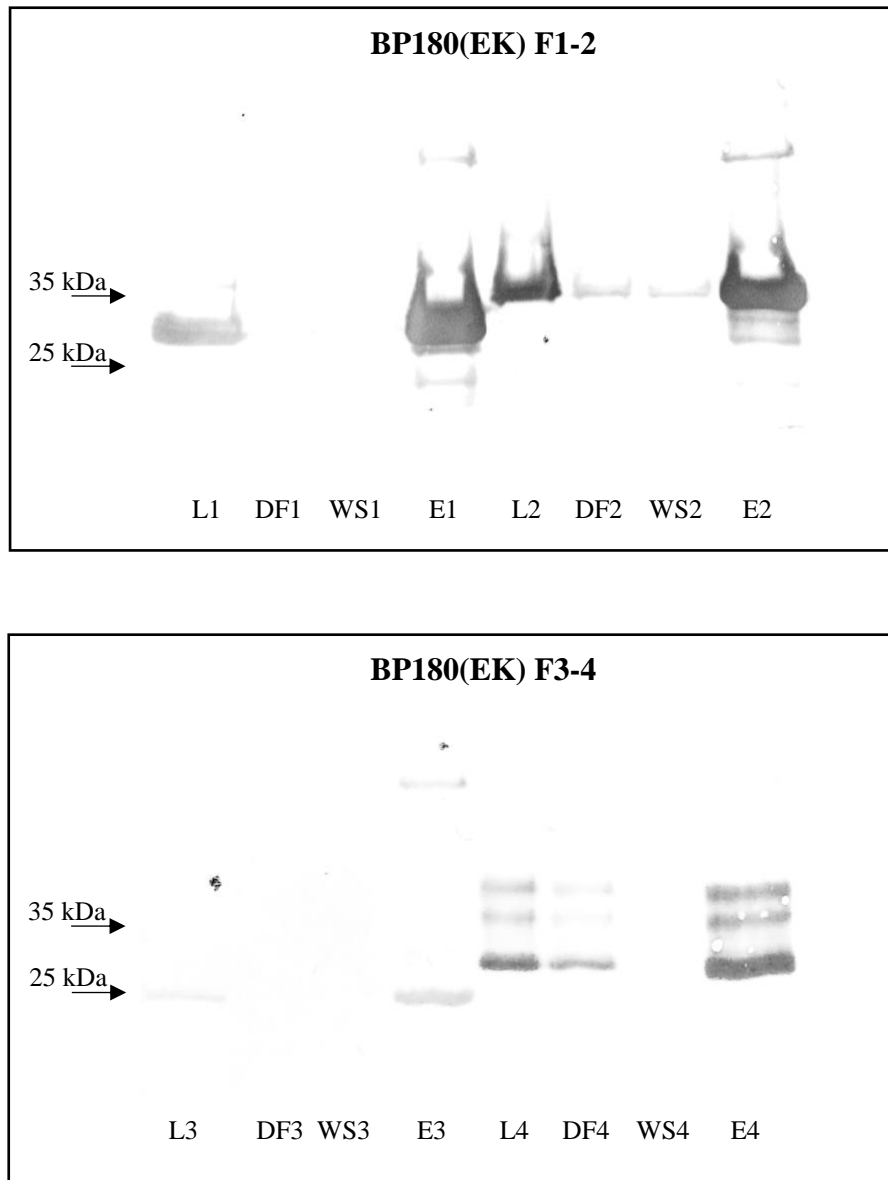 BP180(EK) F1-2
35 kDa
25 kDa
L1 DF1 WS1 E1 L2 DF2 WS2 E2
BP180(EK) F3-4
35 kDa
25 kDa
L3 DF3 WS3 E3 L4 DF4 WS4 E4